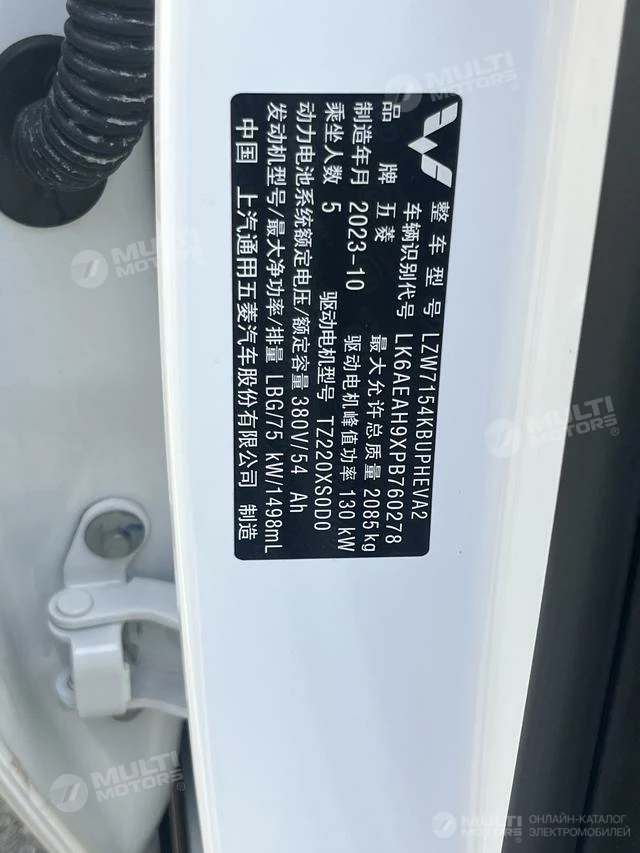 整车型号 LZW7154KBUPHEVA2
车辆识别代号 LK6AEAH9XPB760278
品牌 五菱 最大允许总质量 2085kg
制造年月 2023-10 驱动电机峰值功率 130kW
乘坐人数 5 驱动电机型号 TZ220XS0D0
动力电池系统额定电压/额定容量 380V/54 Ah
发动机型号/最大净功率/排量 LBG/75 kW/1498mL
中国 上汽通用五菱汽车股份有限公司 制造
MULTI MOTORS®
MULTI MOTORS®
MULTI MOTORS®
MULTI MOTORS®
MULTI MOTORS
ОНЛАЙН-КАТАЛОГ
ЭЛЕКТРОМОБИЛЕЙ